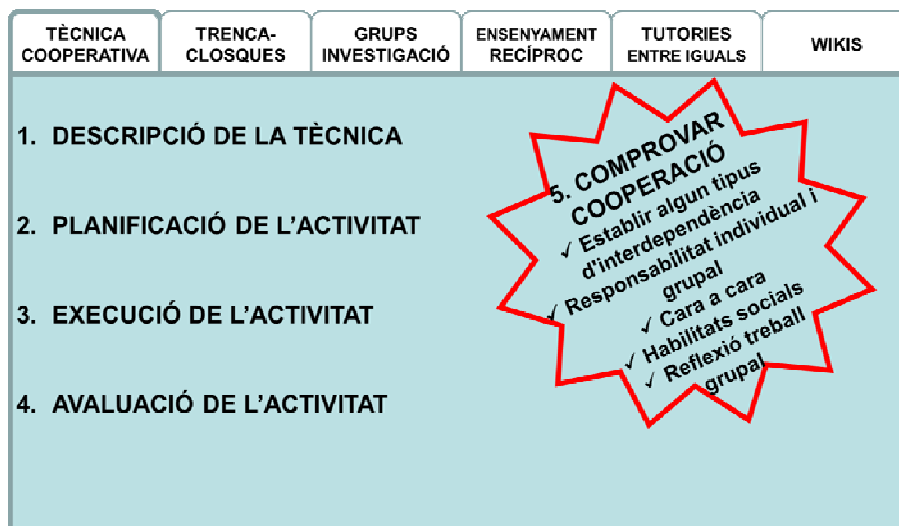 TÈCNICA
COOPERATIVA
TRENCA-
CLOSQUES
GRUPS
INVESTIGACIÓ
ENSENYAMENT
RECÍPROC
TUTORIES
ENTRE IGUALS
WIKIS
1. DESCRIPCIÓ DE LA TÈCNICA
2. PLANIFICACIÓ DE L’ACTIVITAT
3. EXECUCIÓ DE L’ACTIVITAT
4. AVALUACIÓ DE L’ACTIVITAT
5. COMPROVAR
COOPERACIÓ
✓ Establir algun tipus
d’interdependència
✓ Responsabilitat individual i
grupal
✓ Cara a cara
✓ Habilitats socials
✓ Reflexió treball
grupal